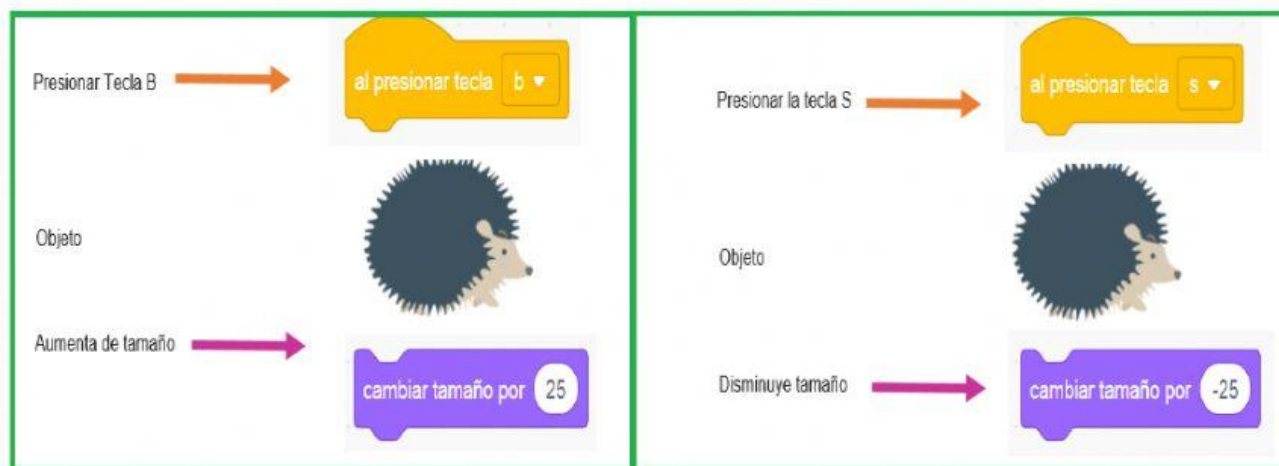 Presionar Tecla B
al presionar tecla b
Objeto
Aumenta de tamaño
cambiar tamaño por 25
Presionar la tecla S
al presionar tecla s
Objeto
Disminuye tamaño
cambiar tamaño por -25